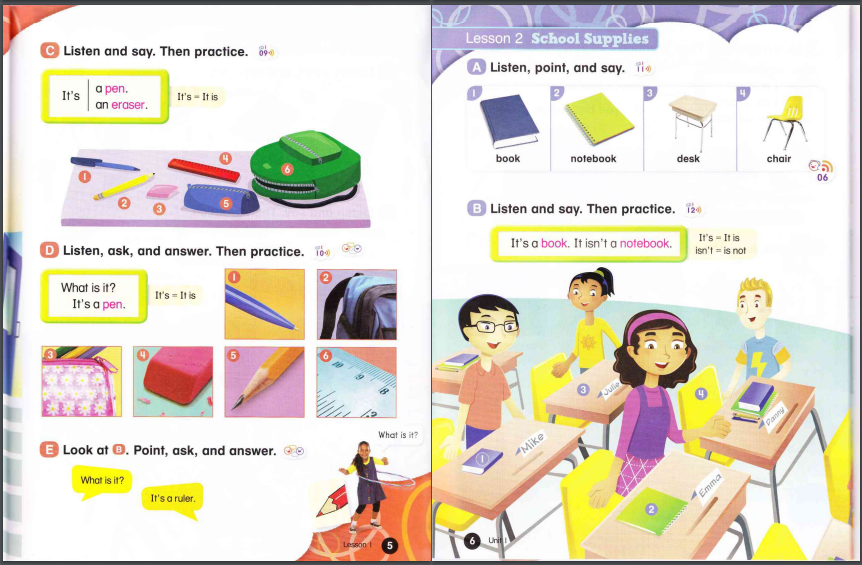 C Listen and say. Then practice.
09
It's a pen.
an eraser.
It's = It is
1
2
3
4
5
6
D Listen, ask, and answer. Then practice.
10
What is it?
It's a pen.
It's = It is
1
2
3
4
5
6
8 9 10
E Look at B. Point, ask, and answer.
What is it?
It's a ruler.
What is it?
Lesson 1 5
Lesson 2 School Supplies
A Listen, point, and say.
11
1
2
3
4
book
notebook
desk
chair
06
B Listen and say. Then practice.
12
It's a book. It isn't a notebook.
It's = It is
isn't = is not
3
Julie
4
Danny
1
Mike
2
Emma
6 Unit 1